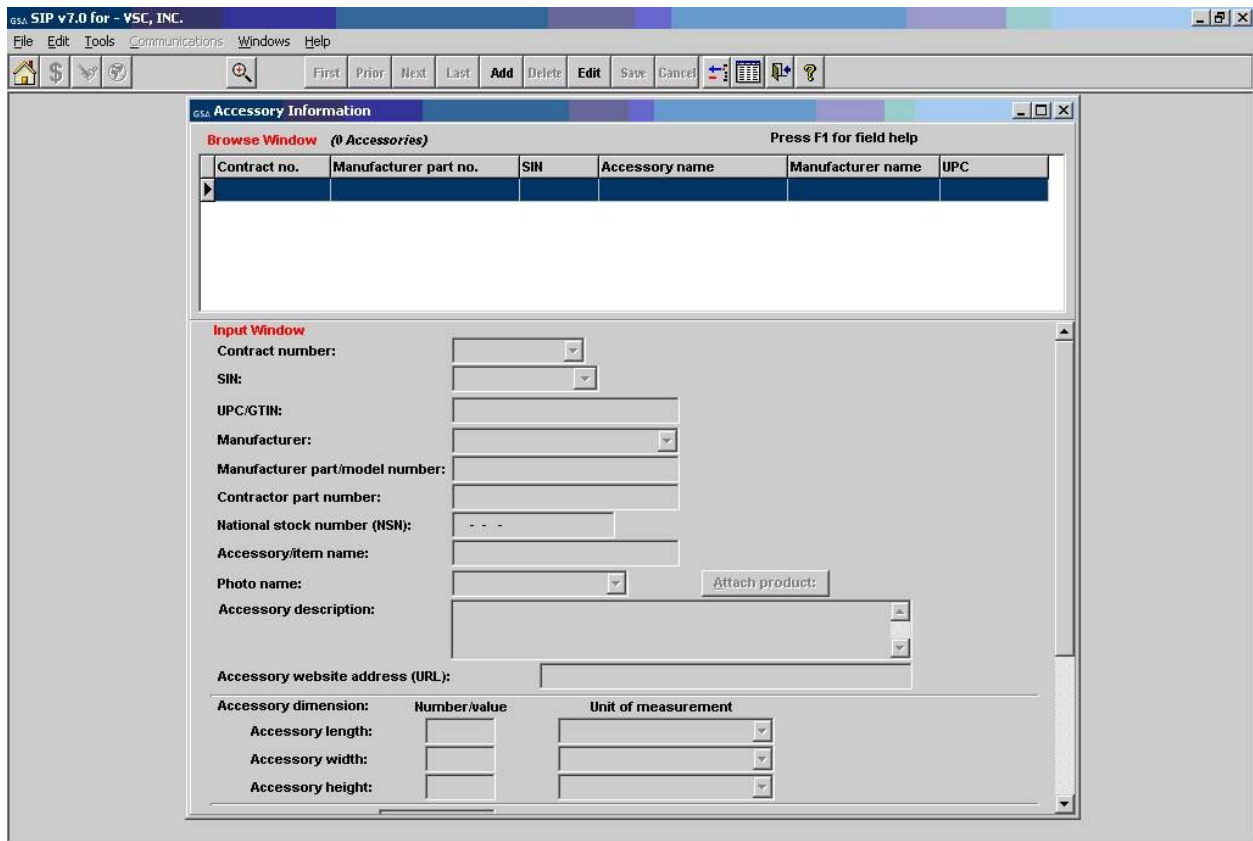 GSA SIP v7.0 for - VSC, INC.
File Edit Tools Communications Windows Help
$ First Prior Next Last Add Delete Edit Save Cancel ?
GSA Accessory Information
Browse Window (0 Accessories) Press F1 for field help
Contract no. Manufacturer part no. SIN Accessory name Manufacturer name UPC
Input Window
Contract number:
SIN:
UPC/GTIN:
Manufacturer:
Manufacturer part/model number:
Contractor part number:
National stock number (NSN): - - -
Accessory/item name:
Photo name: Attach product:
Accessory description:
Accessory website address (URL):
Accessory dimension: Number/value Unit of measurement
Accessory length:
Accessory width:
Accessory height: